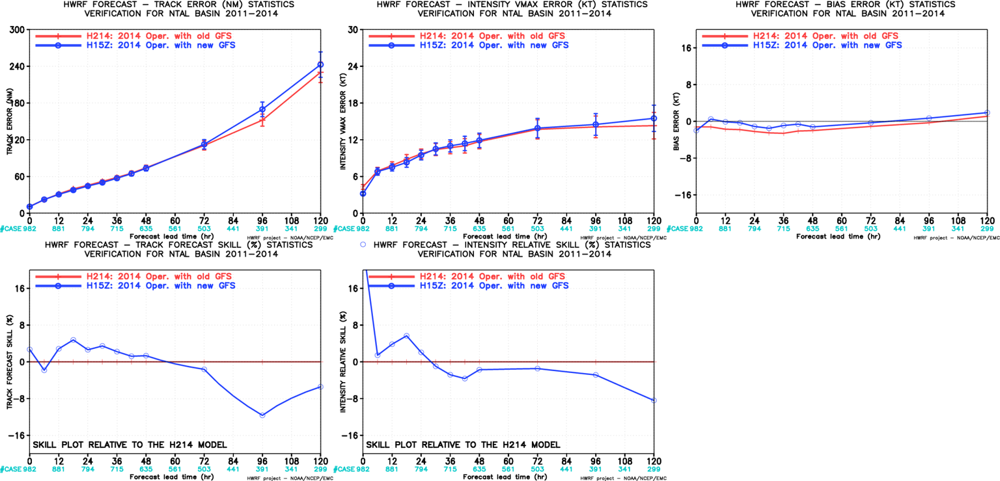 HWRF FORECAST – TRACK ERROR (NM) STATISTICS
VERIFICATION FOR NTAL BASIN 2011–2014
H214: 2014 Oper. with old GFS
H15Z: 2014 Oper. with new GFS
TRACK ERROR (NM)
300
240
180
120
60
0
0 12 24 36 48 60 72 84 96 108 120
#CASE 982 881 794 715 635 561 503 441 391 341 299
Forecast lead time (hr)
HWRF project – NOAA/NCEP/EMC
HWRF FORECAST – INTENSITY VMAX ERROR (KT) STATISTICS
VERIFICATION FOR NTAL BASIN 2011–2014
H214: 2014 Oper. with old GFS
H15Z: 2014 Oper. with new GFS
INTENSITY VMAX ERROR (KT)
30
24
18
12
6
0
0 12 24 36 48 60 72 84 96 108 120
#CASE 982 881 794 715 635 561 503 441 391 341 299
Forecast lead time (hr)
HWRF project – NOAA/NCEP/EMC
HWRF FORECAST – BIAS ERROR (KT) STATISTICS
VERIFICATION FOR NTAL BASIN 2011–2014
H214: 2014 Oper. with old GFS
H15Z: 2014 Oper. with new GFS
BIAS ERROR (KT)
16
8
0
–8
–16
0 12 24 36 48 60 72 84 96 108 120
#CASE 982 881 794 715 635 561 503 441 391 341 299
Forecast lead time (hr)
HWRF project – NOAA/NCEP/EMC
HWRF FORECAST – TRACK FORECAST SKILL (%) STATISTICS
VERIFICATION FOR NTAL BASIN 2011–2014
H214: 2014 Oper. with old GFS
H15Z: 2014 Oper. with new GFS
TRACK FORECAST SKILL (%)
16
8
0
–8
–16
SKILL PLOT RELATIVE TO THE H214 MODEL
0 12 24 36 48 60 72 84 96 108 120
#CASE 982 881 794 715 635 561 503 441 391 341 299
Forecast lead time (hr)
HWRF project – NOAA/NCEP/EMC
HWRF FORECAST – INTENSITY RELATIVE SKILL (%) STATISTICS
VERIFICATION FOR NTAL BASIN 2011–2014
H214: 2014 Oper. with old GFS
H15Z: 2014 Oper. with new GFS
INTENSITY RELATIVE SKILL (%)
16
8
0
–8
–16
SKILL PLOT RELATIVE TO THE H214 MODEL
0 12 24 36 48 60 72 84 96 108 120
#CASE 982 881 794 715 635 561 503 441 391 341 299
Forecast lead time (hr)
HWRF project – NOAA/NCEP/EMC